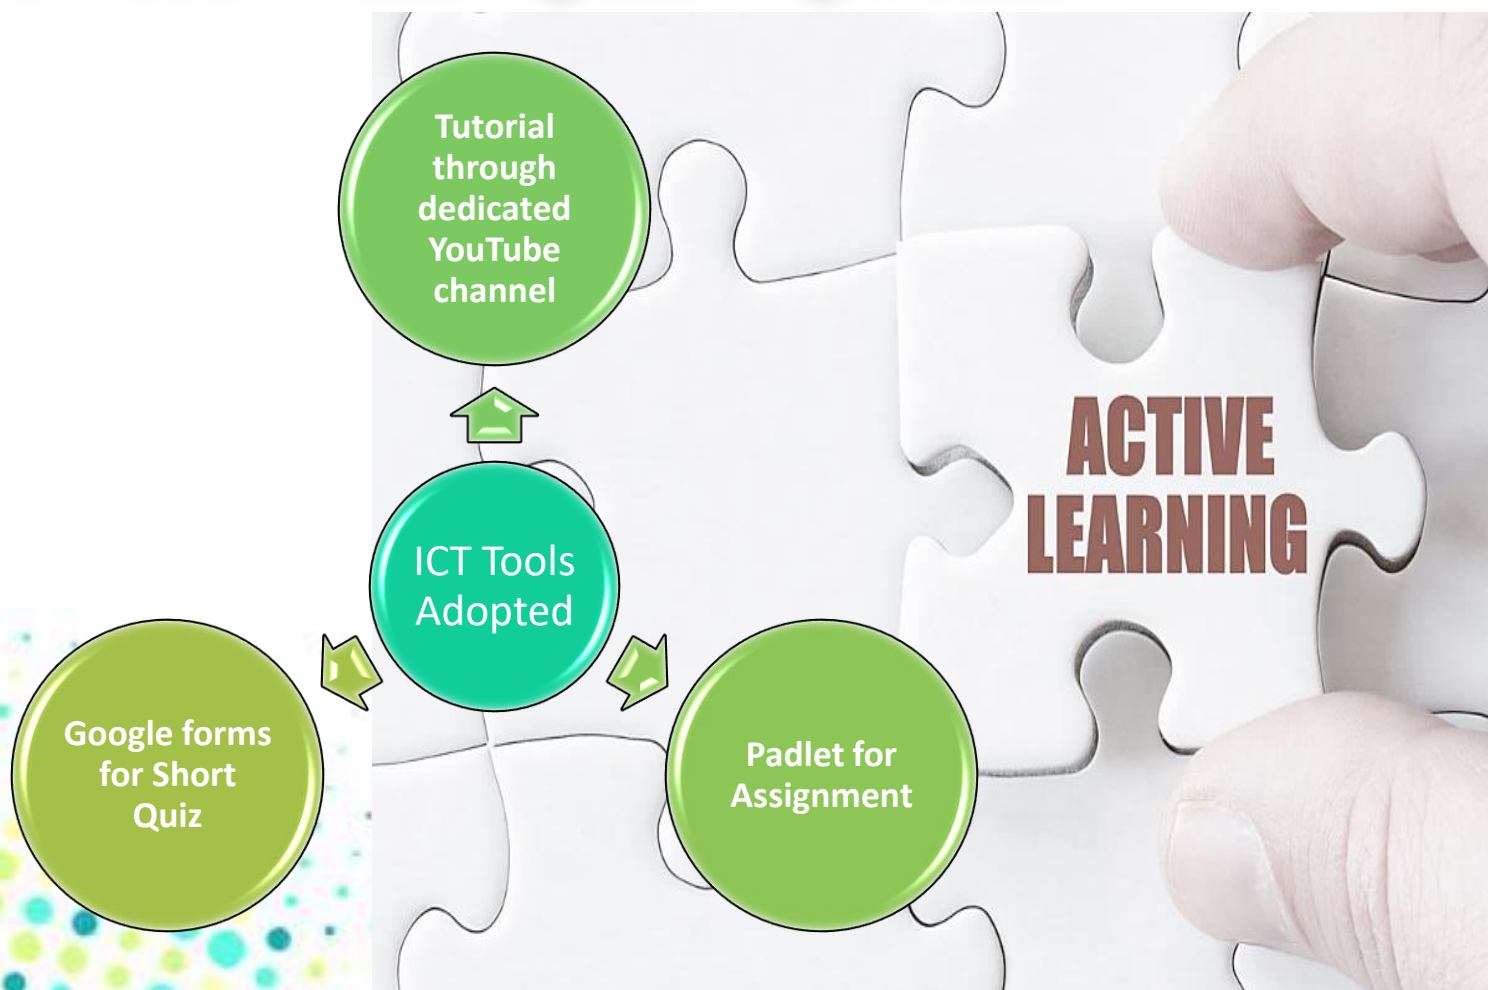 Tutorial
through
dedicated
YouTube
channel
ICT Tools
Adopted
Google forms
for Short
Quiz
Padlet for
Assignment
ACTIVE
LEARNING